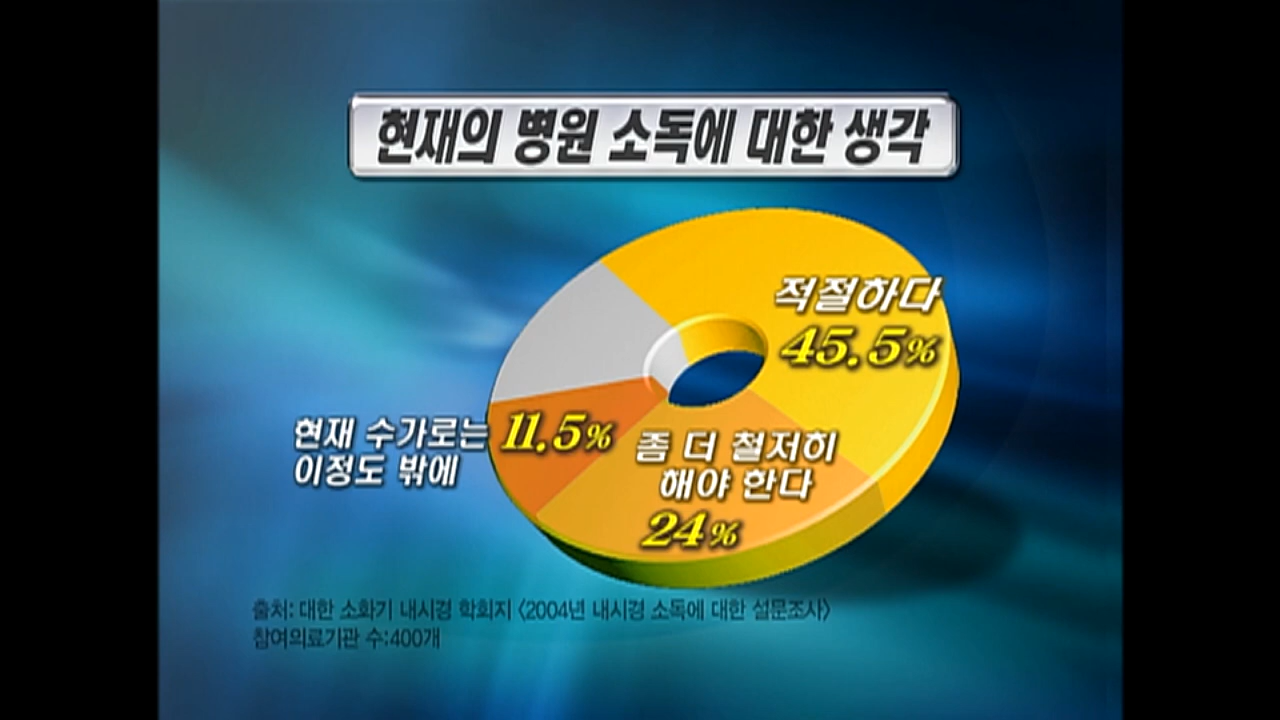 현재의 병원 소독에 대한 생각
적절하다
45.5%
현재 수가로는
이정도 밖에
11.5%
좀 더 철저히
해야 한다
24%
출처: 대한 소화기 내시경 학회지 〈2004년 내시경 소독에 대한 설문조사〉
참여의료기관 수:400개